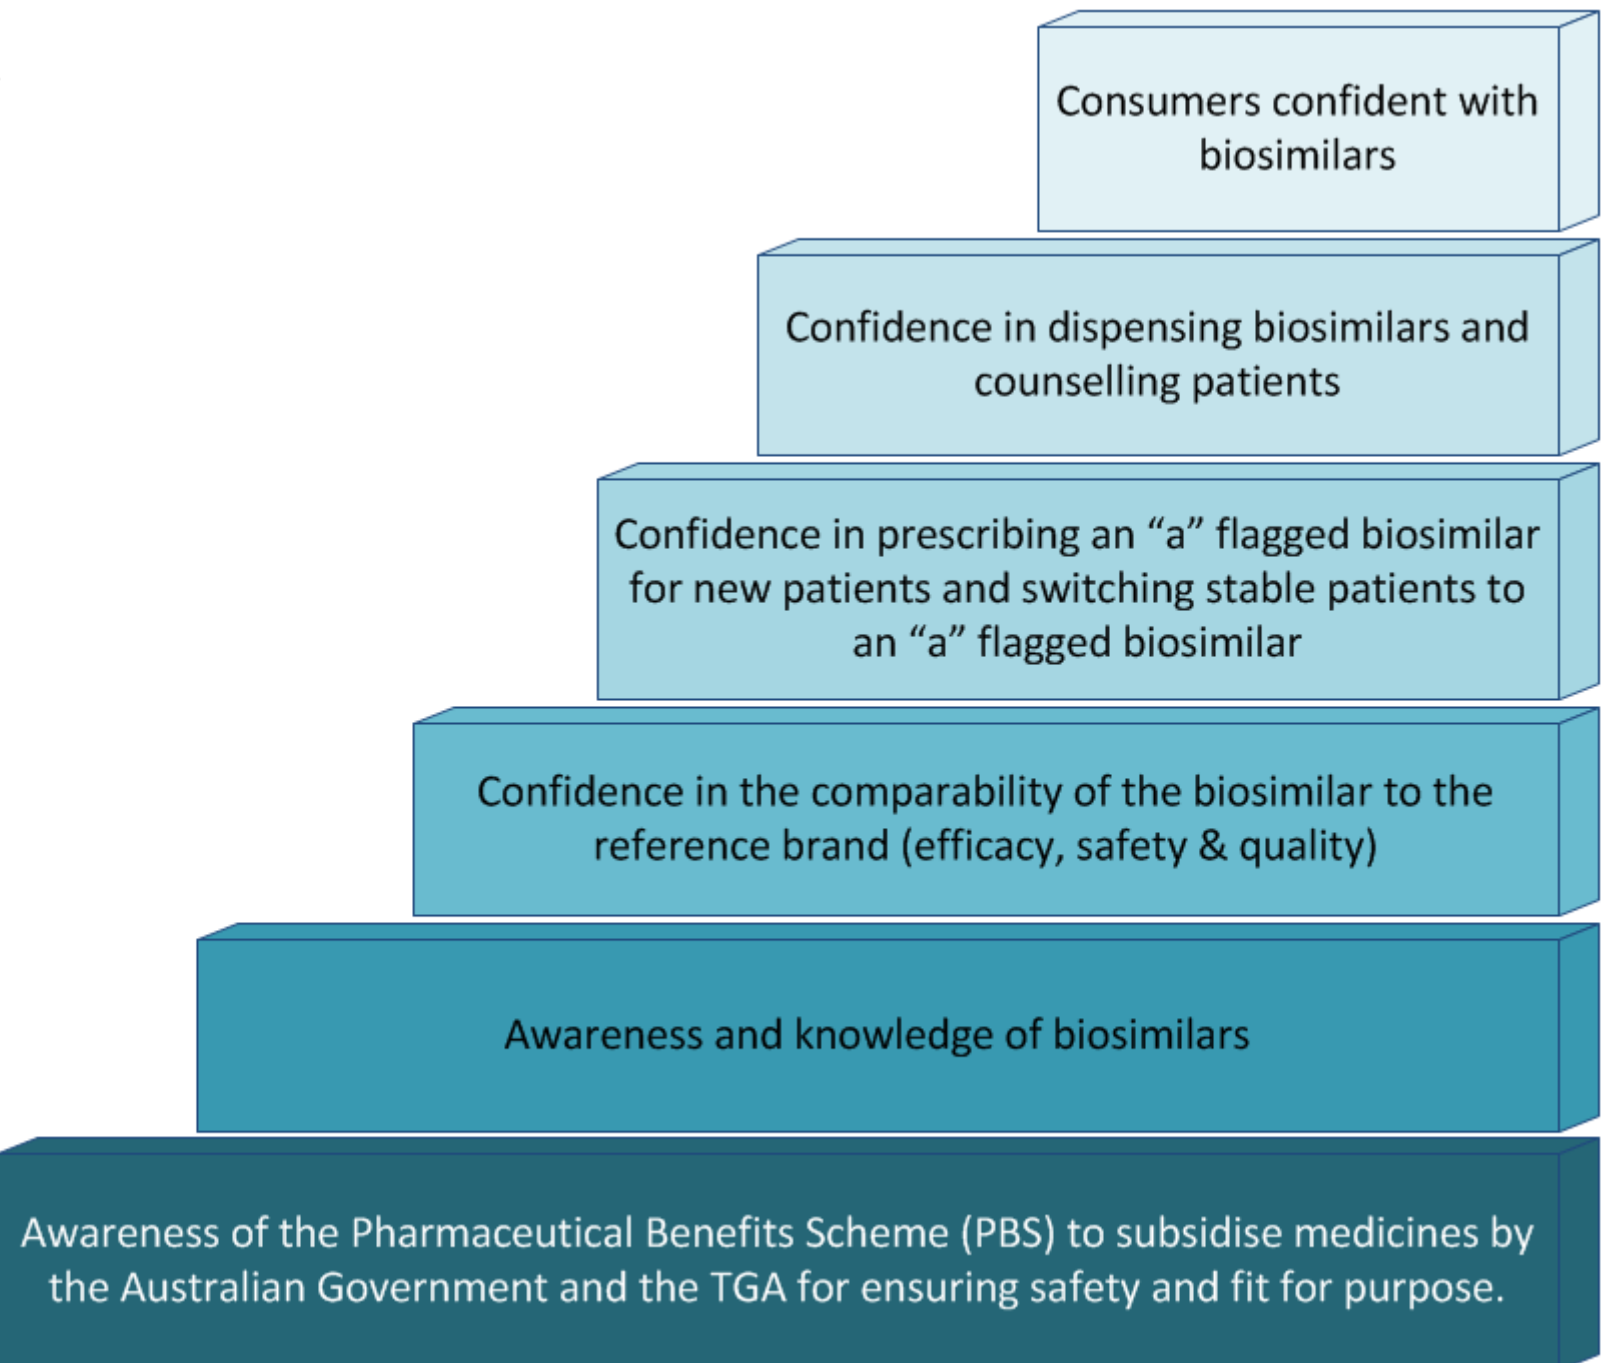 Consumers confident with
biosimilars
Confidence in dispensing biosimilars and
counselling patients
Confidence in prescribing an “a” flagged biosimilar
for new patients and switching stable patients to
an “a” flagged biosimilar
Confidence in the comparability of the biosimilar to the
reference brand (efficacy, safety & quality)
Awareness and knowledge of biosimilars
Awareness of the Pharmaceutical Benefits Scheme (PBS) to subsidise medicines by
the Australian Government and the TGA for ensuring safety and fit for purpose.